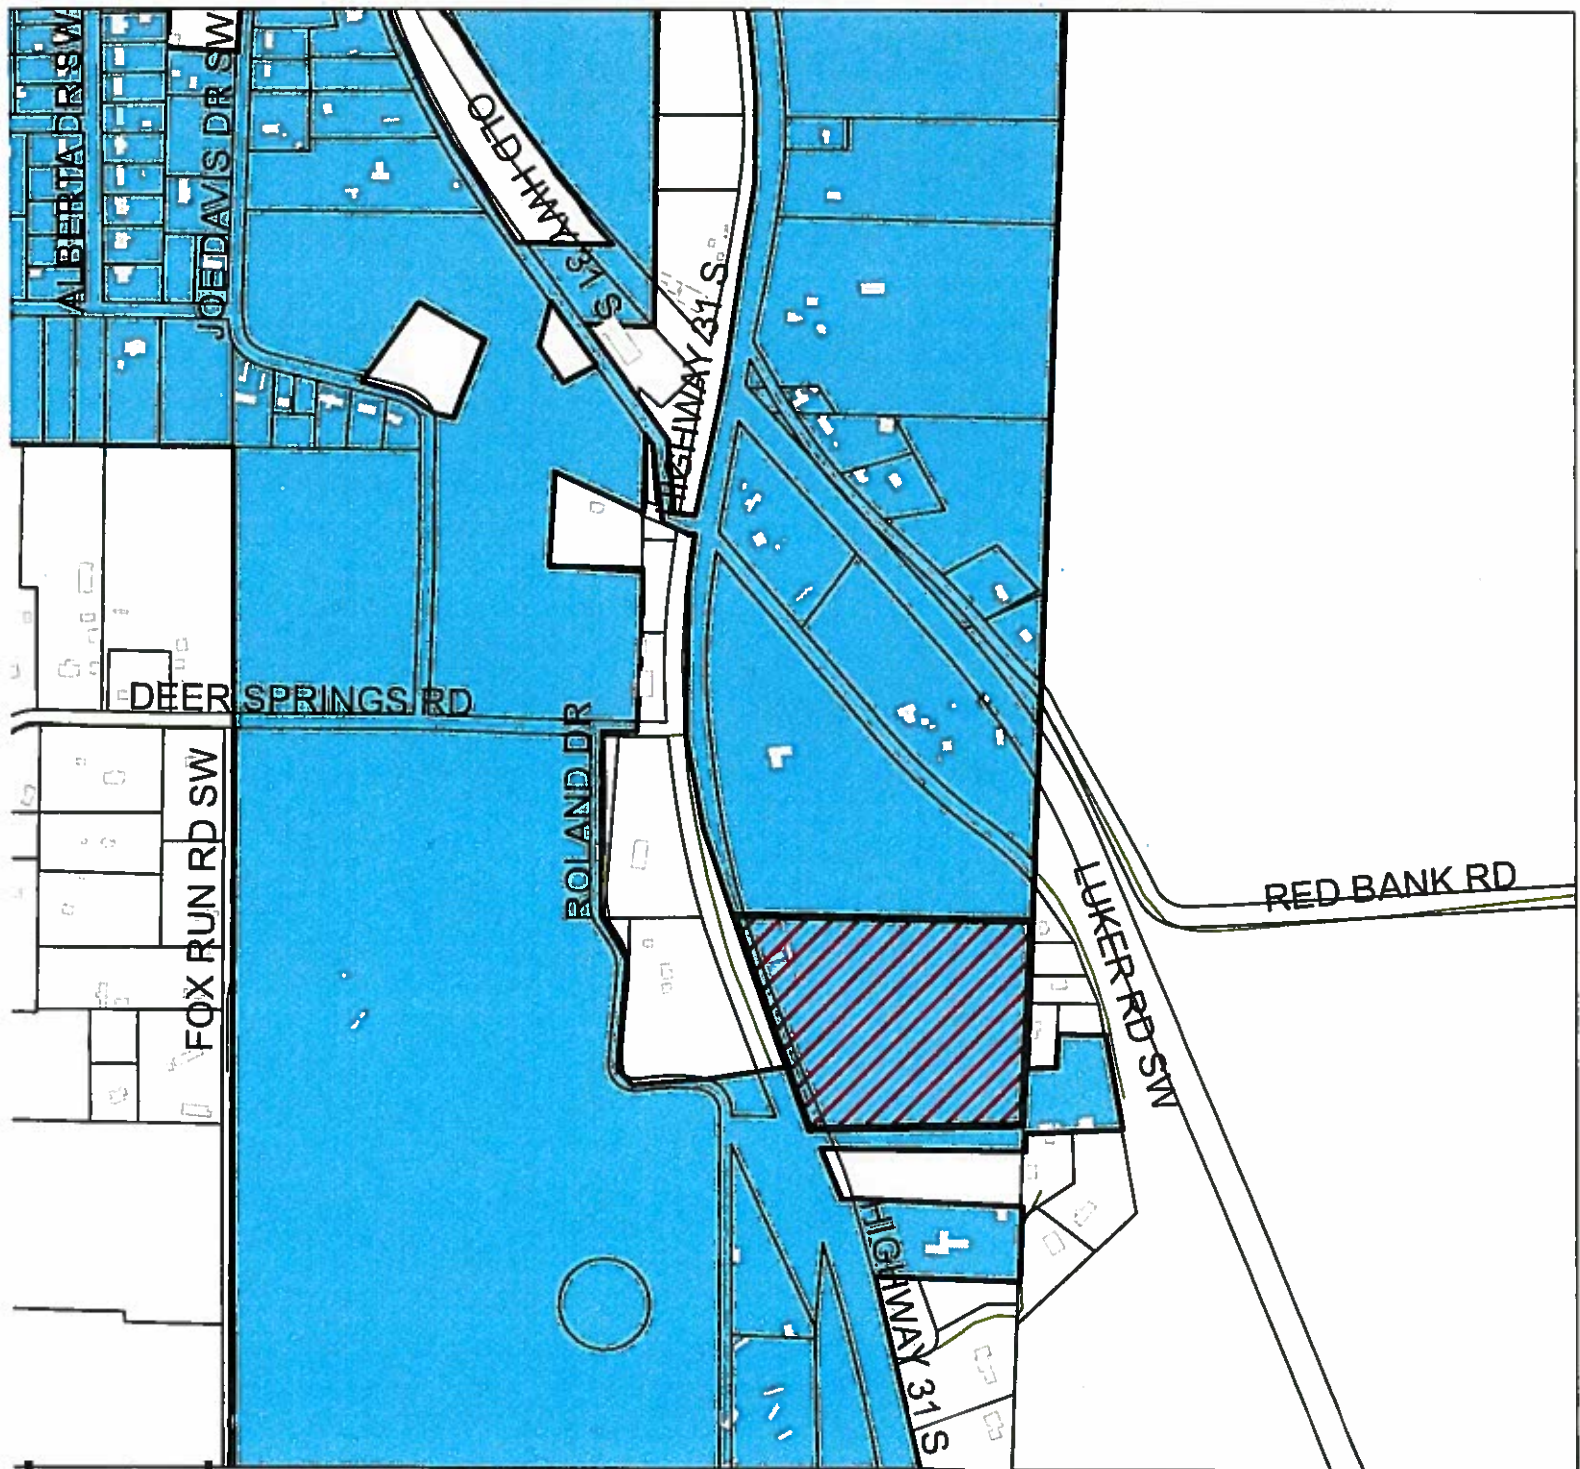 ALBERTA DR SW
JOE DAVIS DR SW
OLD HWY 31 S
HIGHWAY 31 S
DEER SPRINGS RD
ROLAND DR
FOX RUN RD SW
LUKER RD SW
RED BANK RD
HIGHWAY 31 S